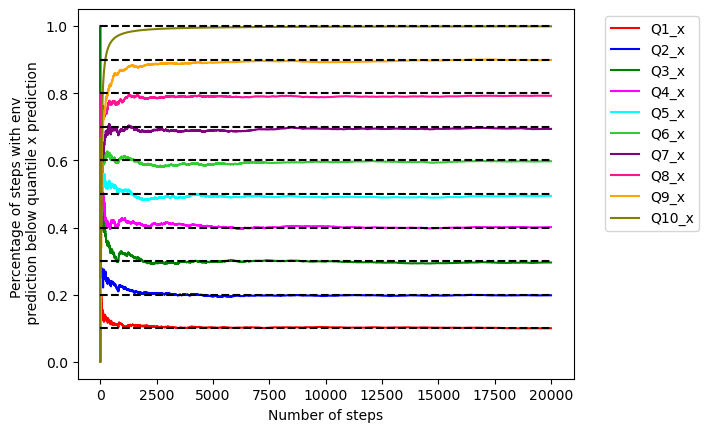 Percentage of steps with env
prediction below quantile x prediction
1.0
0.8
0.6
0.4
0.2
0.0
0 2500 5000 7500 10000 12500 15000 17500 20000
Number of steps
Q1_x
Q2_x
Q3_x
Q4_x
Q5_x
Q6_x
Q7_x
Q8_x
Q9_x
Q10_x